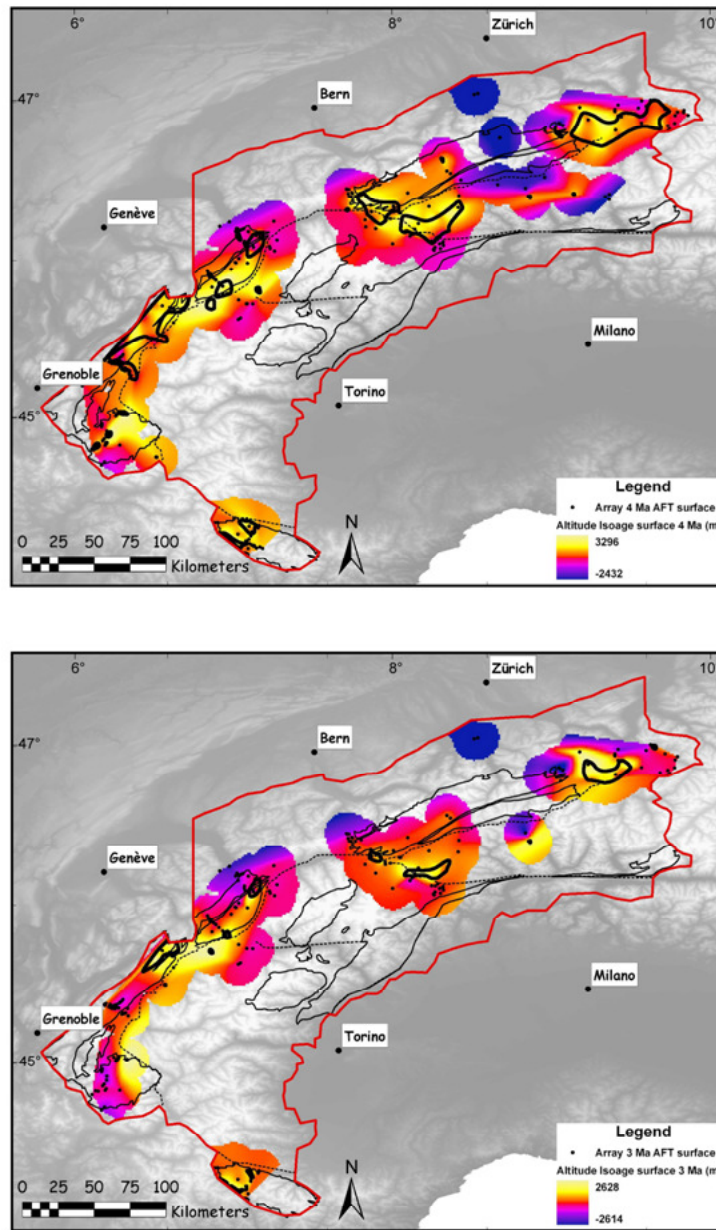 6°
8°
10°
Zürich
47°
Bern
Genève
Milano
Grenoble
Torino
45°
Legend
Array 4 Ma AFT surface
Altitude Isoage surface 4 Ma (m
3296
-2432
N
0 25 50 75 100
Kilometers
6°
8°
10°
Zürich
47°
Bern
Genève
Milano
Grenoble
Torino
45°
Legend
Array 3 Ma AFT surface
Altitude Isoage surface 3 Ma (m
2628
-2614
N
0 25 50 75 100
Kilometers